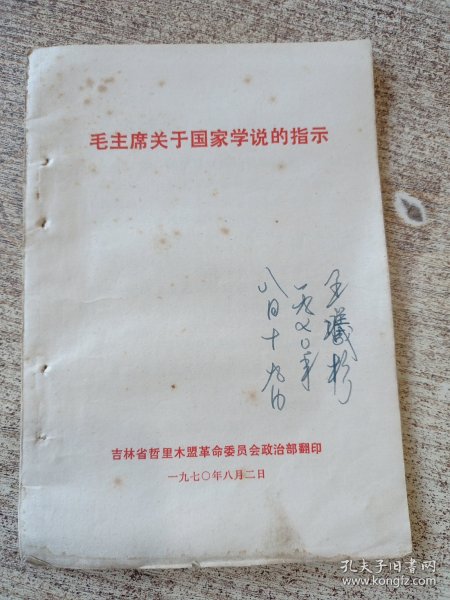 毛主席关于国家学说的指示
王
一九七〇年
八月十九日
吉林省哲里木盟革命委员会政治部翻印
一九七〇年八月二日
孔夫子旧书网
www.kongfz.com